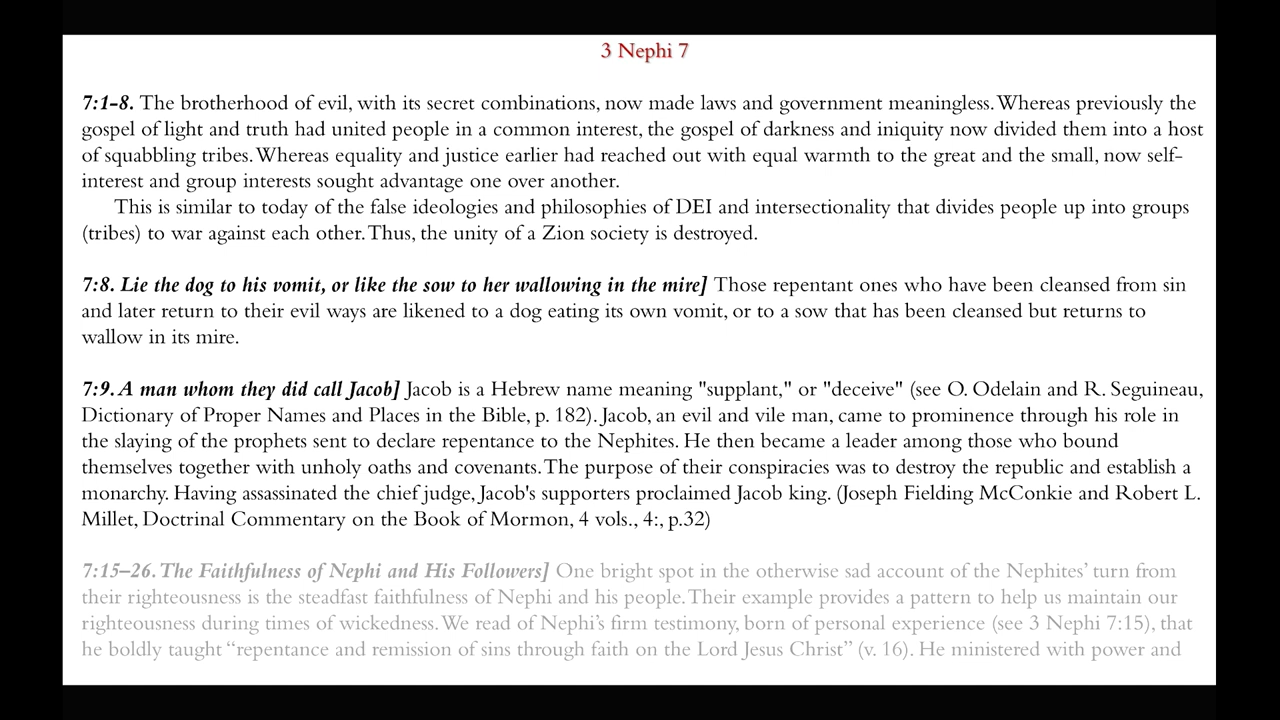 3 Nephi 7
7:1-8. The brotherhood of evil, with its secret combinations, now made laws and government meaningless. Whereas previously the
gospel of light and truth had united people in a common interest, the gospel of darkness and iniquity now divided them into a host
of squabbling tribes. Whereas equality and justice earlier had reached out with equal warmth to the great and the small, now self-
interest and group interests sought advantage one over another.
This is similar to today of the false ideologies and philosophies of DEI and intersectionality that divides people up into groups
(tribes) to war against each other. Thus, the unity of a Zion society is destroyed.
7:8. Lie the dog to his vomit, or like the sow to her wallowing in the mire] Those repentant ones who have been cleansed from sin
and later return to their evil ways are likened to a dog eating its own vomit, or to a sow that has been cleansed but returns to
wallow in its mire.
7:9. A man whom they did call Jacob] Jacob is a Hebrew name meaning "supplant," or "deceive" (see O. Odelain and R. Seguineau,
Dictionary of Proper Names and Places in the Bible, p. 182). Jacob, an evil and vile man, came to prominence through his role in
the slaying of the prophets sent to declare repentance to the Nephites. He then became a leader among those who bound
themselves together with unholy oaths and covenants. The purpose of their conspiracies was to destroy the republic and establish a
monarchy. Having assassinated the chief judge, Jacob's supporters proclaimed Jacob king. (Joseph Fielding McConkie and Robert L.
Millet, Doctrinal Commentary on the Book of Mormon, 4 vols., 4:, p.32)
7:15–26. The Faithfulness of Nephi and His Followers] One bright spot in the otherwise sad account of the Nephites’ turn from
their righteousness is the steadfast faithfulness of Nephi and his people. Their example provides a pattern to help us maintain our
righteousness during times of wickedness. We read of Nephi’s firm testimony, born of personal experience (see 3 Nephi 7:15), that
he boldly taught “repentance and remission of sins through faith on the Lord Jesus Christ” (v. 16). He ministered with power and